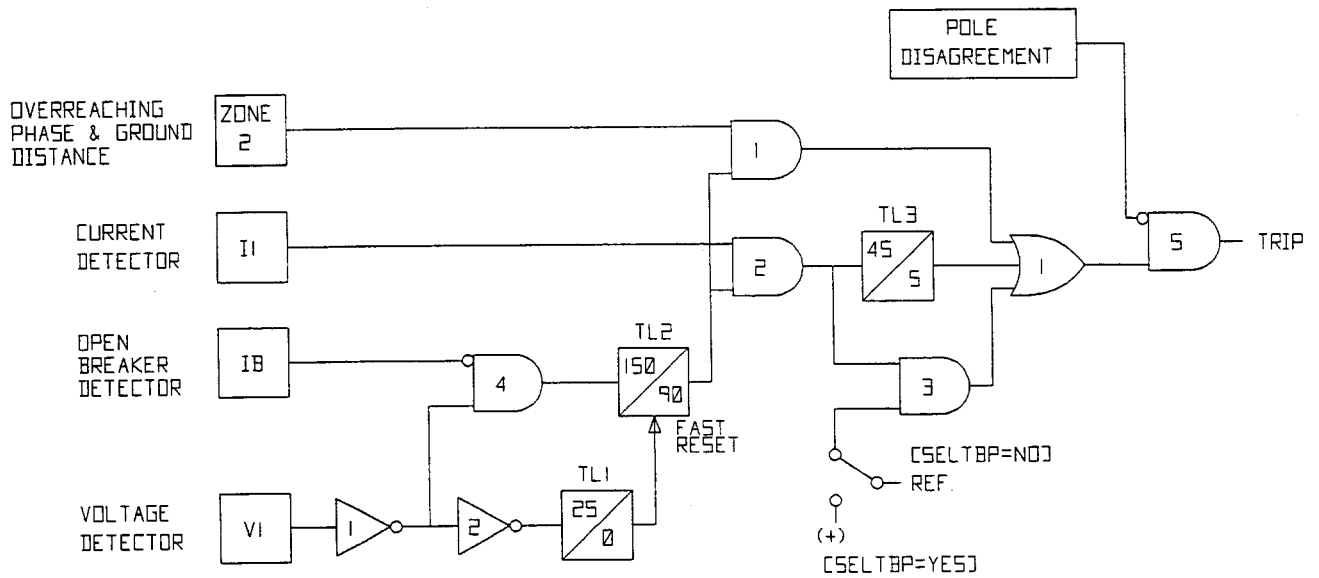 POLE
DISAGREEMENT
OVERREACHING
PHASE & GROUND
DISTANCE
ZONE
2
1
CURRENT
DETECTOR
I1
2
TL3
45
5
1
5
TRIP
OPEN
BREAKER
DETECTOR
IB
4
TL2
150
90
FAST
RESET
3
[SELTBP=NO]
REF.
(+)
[SELTBP=YES]
VOLTAGE
DETECTOR
V1
1
2
TL1
25
0